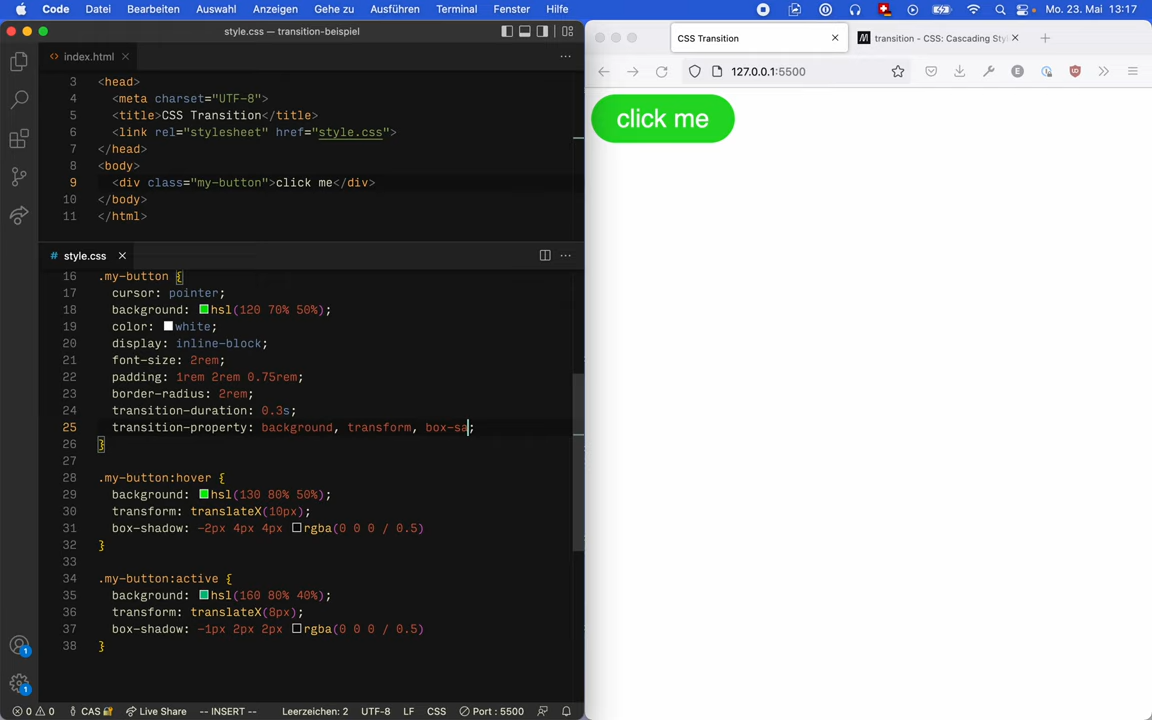 Code Datei Bearbeiten Auswahl Anzeigen Gehe zu Ausführen Terminal Fenster Hilfe Mo. 23. Mai 13:17
style.css — transition-beispiel
index.html
3 <head>
4 <meta charset="UTF-8">
5 <title>CSS Transition</title>
6 <link rel="stylesheet" href="style.css">
7 </head>
8 <body>
9 <div class="my-button">click me</div>
10 </body>
11 </html>
# style.css
16 .my-button {
17 cursor: pointer;
18 background: hsl(120 70% 50%);
19 color: white;
20 display: inline-block;
21 font-size: 2rem;
22 padding: 1rem 2rem 0.75rem;
23 border-radius: 2rem;
24 transition-duration: 0.3s;
25 transition-property: background, transform, box-sa;
26 }
27
28 .my-button:hover {
29 background: hsl(130 80% 50%);
30 transform: translateX(10px);
31 box-shadow: -2px 4px 4px rgba(0 0 0 / 0.5)
32 }
33
34 .my-button:active {
35 background: hsl(160 80% 40%);
36 transform: translateX(8px);
37 box-shadow: -1px 2px 2px rgba(0 0 0 / 0.5)
38 }
1
1
0 0 CAS Live Share -- INSERT -- Leerzeichen: 2 UTF-8 LF CSS Port : 5500
CSS Transition
transition - CSS: Cascading Sty
127.0.0.1:5500
click me